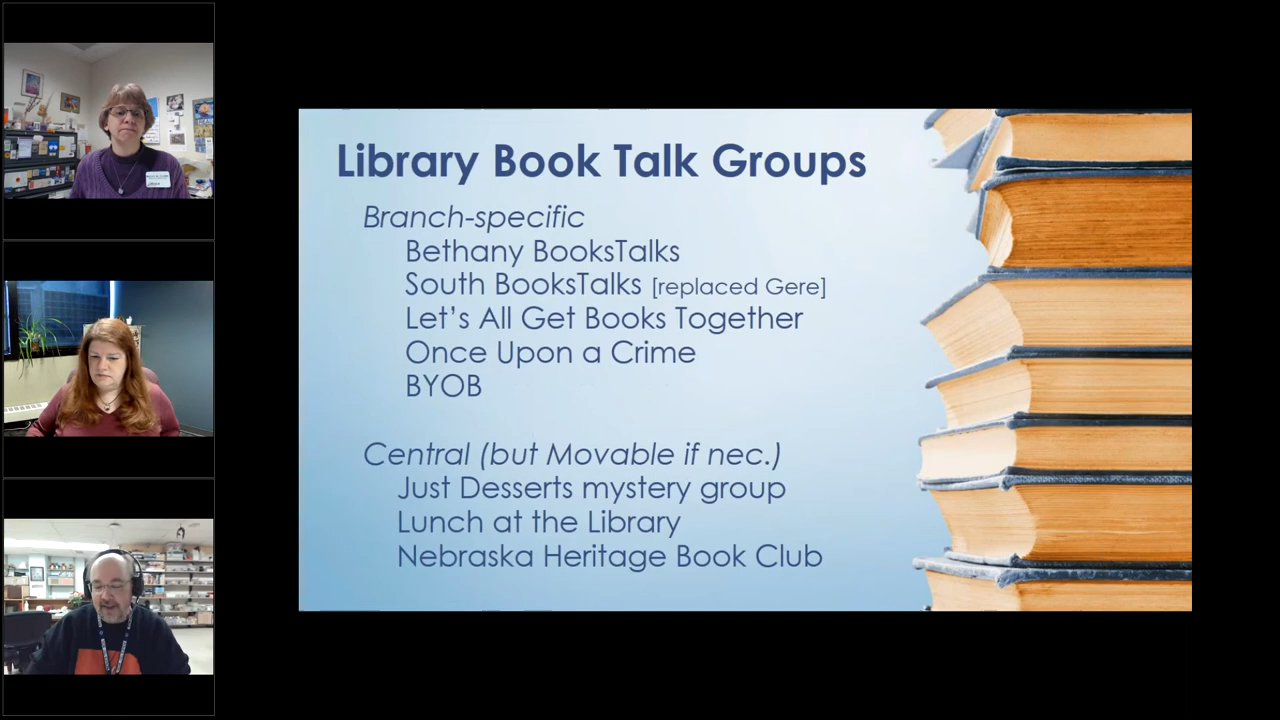 Library Book Talk Groups
Branch-specific
Bethany BooksTalks
South BooksTalks [replaced Gere]
Let's All Get Books Together
Once Upon a Crime
BYOB
Central (but Movable if nec.)
Just Desserts mystery group
Lunch at the Library
Nebraska Heritage Book Club